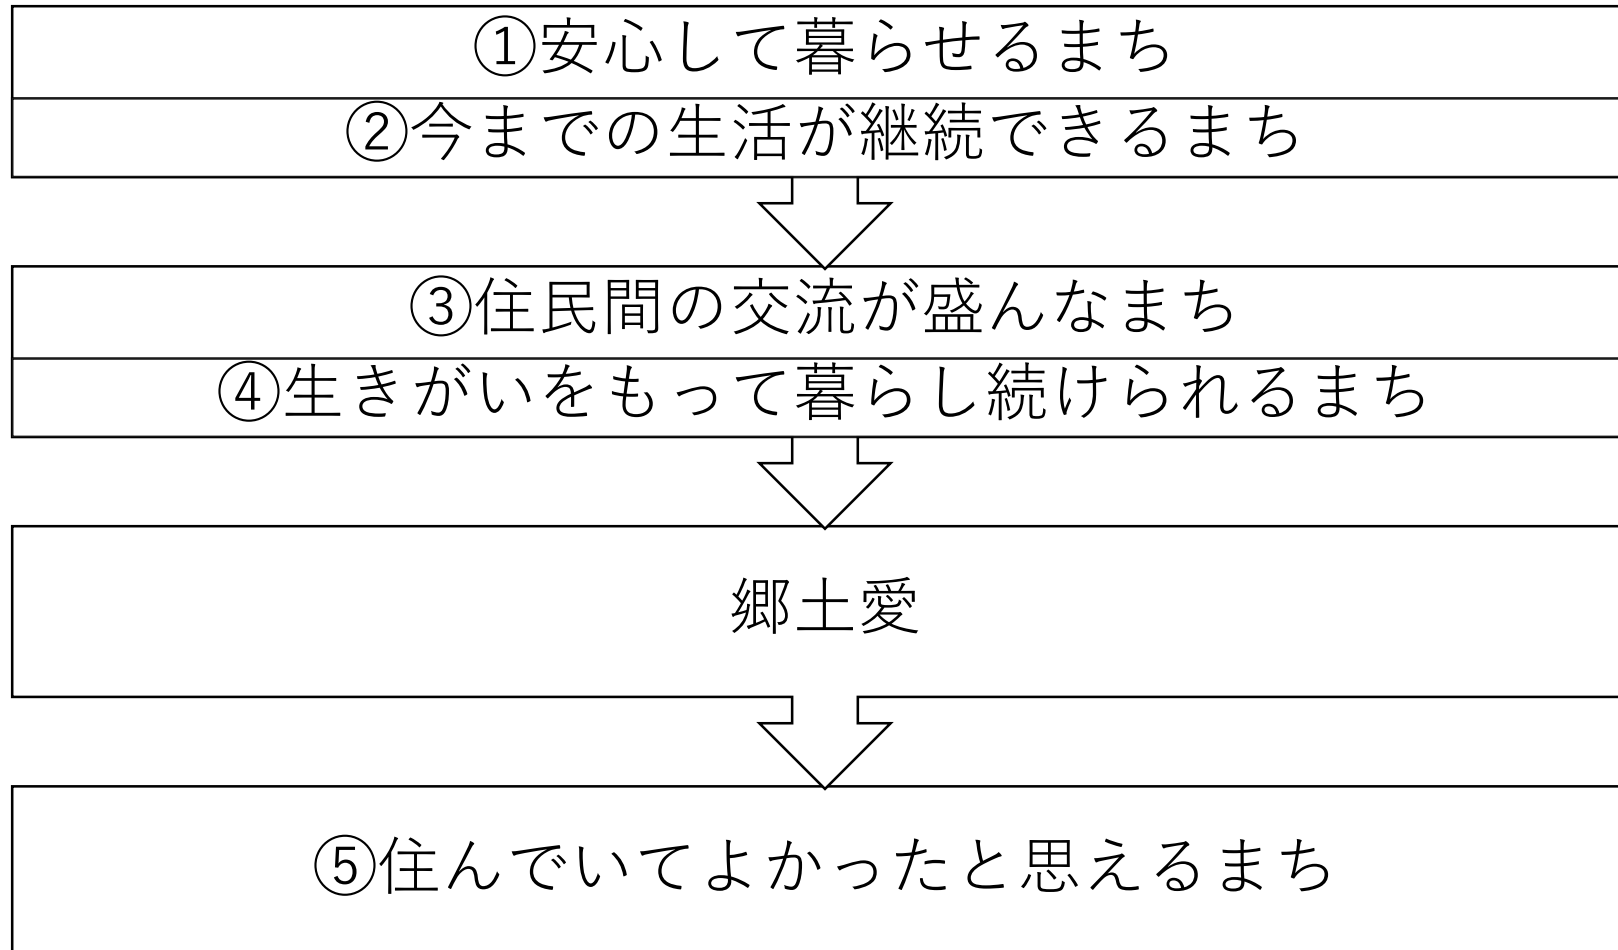 ①安心して暮らせるまち
②今までの生活が継続できるまち
③住民間の交流が盛んなまち
④生きがいをもって暮らし続けられるまち
郷土愛
⑤住んでいてよかったと思えるまち